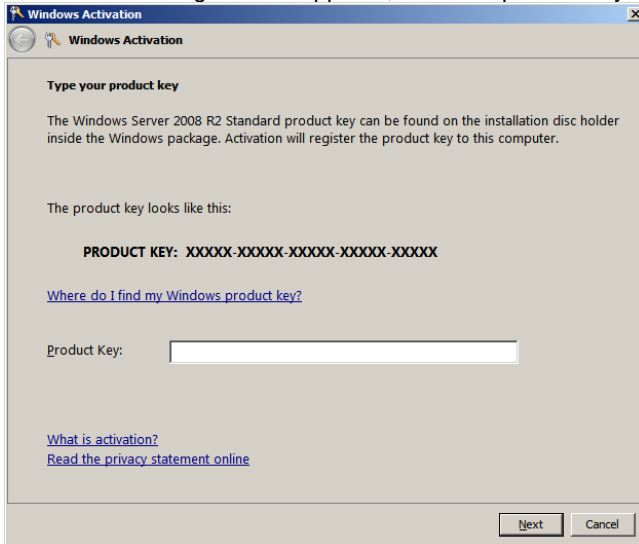 Windows Activation
Windows Activation
Type your product key
The Windows Server 2008 R2 Standard product key can be found on the installation disc holder
inside the Windows package. Activation will register the product key to this computer.
The product key looks like this:
PRODUCT KEY: XXXXX-XXXXX-XXXXX-XXXXX-XXXXX
Where do I find my Windows product key?
Product Key:
What is activation?
Read the privacy statement online
Next Cancel